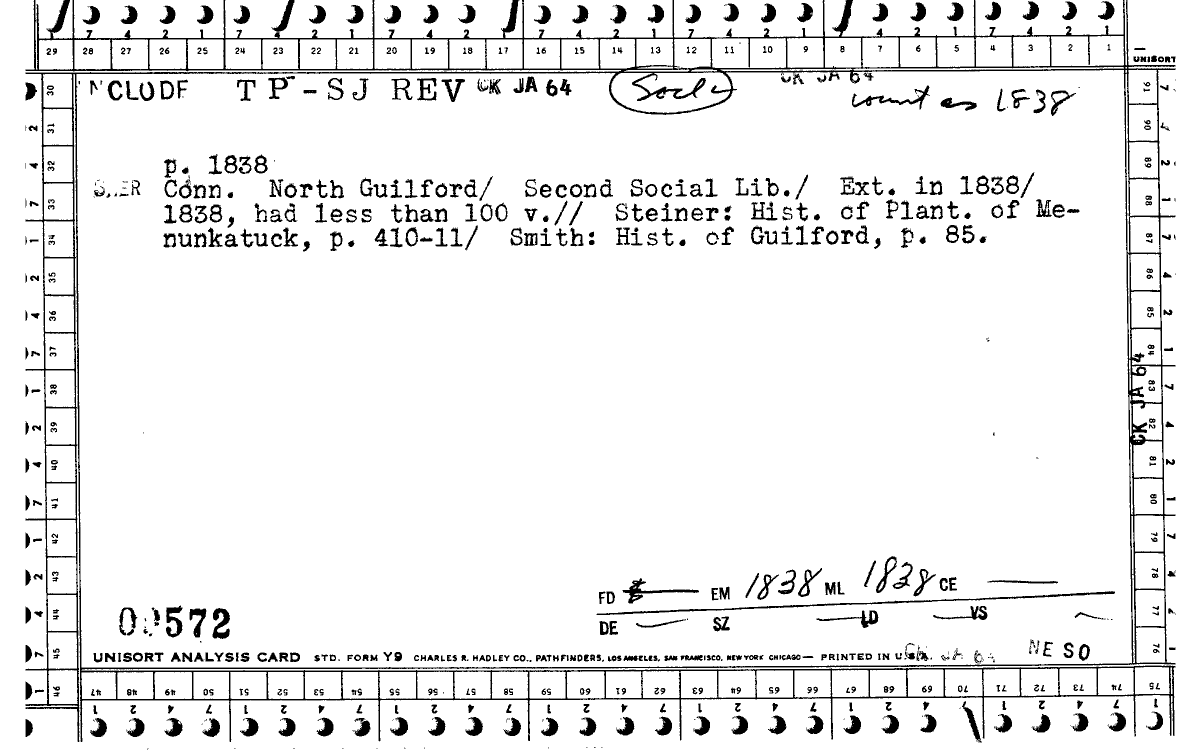 7 4 2 1 7 4 2 1 7 4 2 1 7 4 2 1 7 4 2 1 7 4 2 1 7 4 2 1
29 28 27 26 25 24 23 22 21 20 19 18 17 16 15 14 13 12 11 10 9 8 7 6 5 4 3 2 1
UNISORT
NCLUDE TP-SJ REV CK JA 64 Socl CK JA 64
count as 1838
p. 1838
Conn. North Guilford/ Second Social Lib./ Ext. in 1838/
1838, had less than 100 v.// Steiner: Hist. of Plant. of Me-
nunkatuck, p. 410-11/ Smith: Hist. of Guilford, p. 85.
30
31
32
33
34
35
36
37
38
39
40
41
42
43
44
45
46
91
90
89
88
87
86
85
84
83
82
81
80
79
78
77
76
75
CK JA 64
FD — EM 1838 ML 1838 CE —
DE — SZ — LD — VS —
00572
UNISORT ANALYSIS CARD STD. FORM Y9 CHARLES R. HADLEY CO., PATHFINDERS, LOS ANGELES, SAN FRANCISCO, NEW YORK CHICAGO — PRINTED IN U. CK JA 64 NE SO
47 48 49 50 51 52 53 54 55 56 57 58 59 60 61 62 63 64 65 66 67 68 69 70 71 72 73 74
1 2 4 7 1 2 4 7 1 2 4 7 1 2 4 7 1 2 4 7 1 2 4 7 1 2 4 7 1